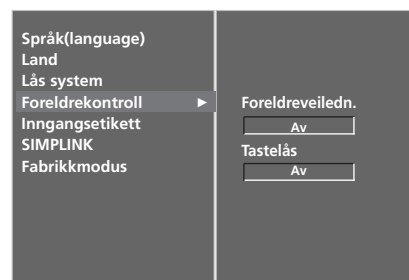 Språk(language)
Land
Lås system
Foreldrekontroll ►
Inngangsetikett
SIMPLINK
Fabrikkmodus
Foreldreveiledn.
Av
Tastelås
Av